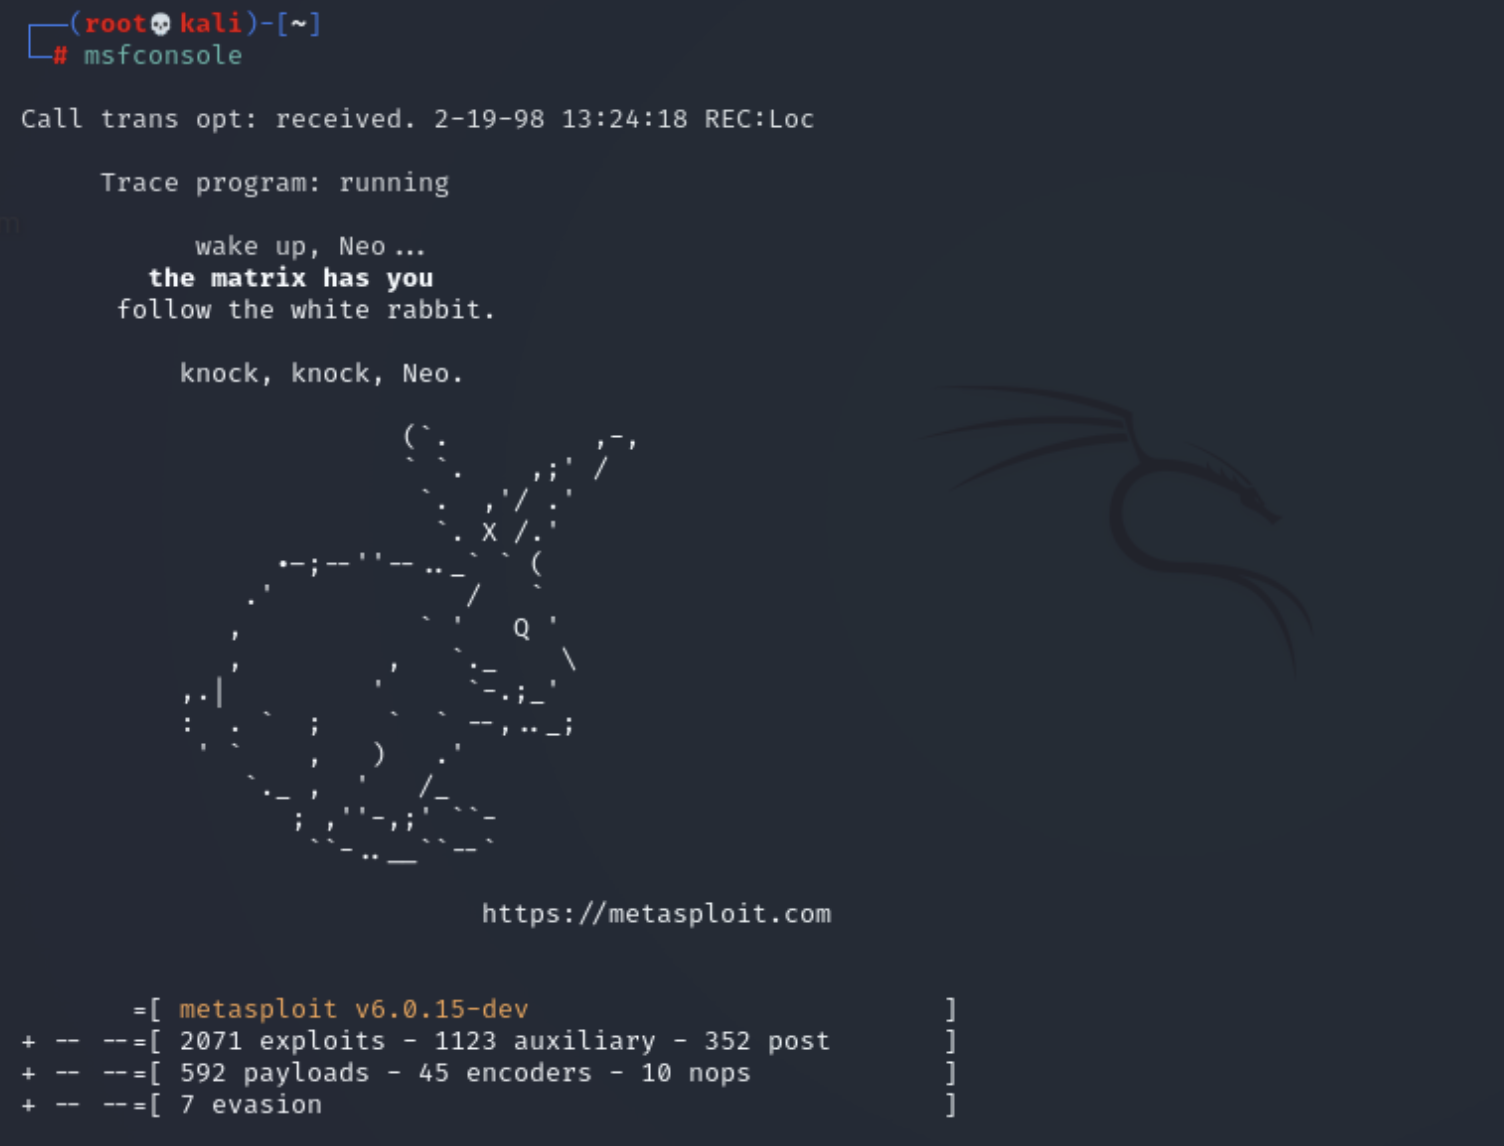 (root💀kali)-[~]
# msfconsole
Call trans opt: received. 2-19-98 13:24:18 REC:Loc
Trace program: running
wake up, Neo...
the matrix has you
follow the white rabbit.
knock, knock, Neo.
https://metasploit.com
=[ metasploit v6.0.15-dev ]
+ -- --=[ 2071 exploits - 1123 auxiliary - 352 post ]
+ -- --=[ 592 payloads - 45 encoders - 10 nops ]
+ -- --=[ 7 evasion ]